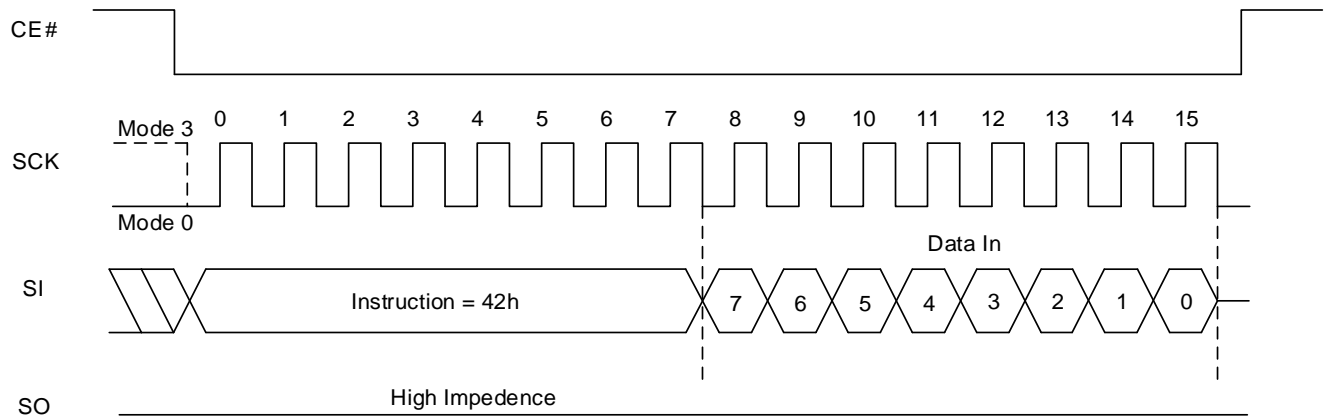 CE#
Mode 3
0 1 2 3 4 5 6 7 8 9 10 11 12 13 14 15
SCK
Mode 0
Data In
SI
Instruction = 42h
7 6 5 4 3 2 1 0
High Impedence
SO